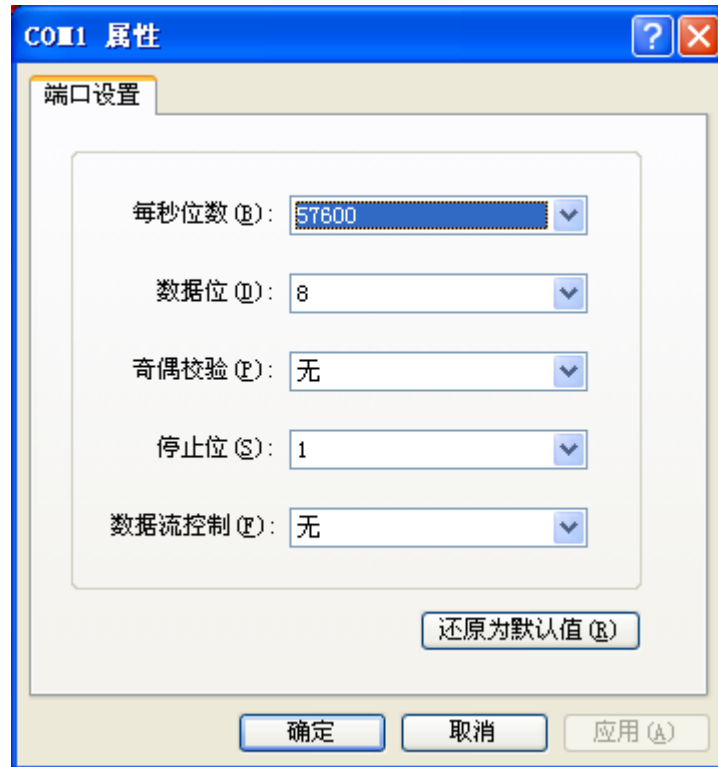 COM1 属性
端口设置
每秒位数(B): 57600
数据位(D): 8
奇偶校验(P): 无
停止位(S): 1
数据流控制(F): 无
还原为默认值(R)
确定 取消 应用(A)